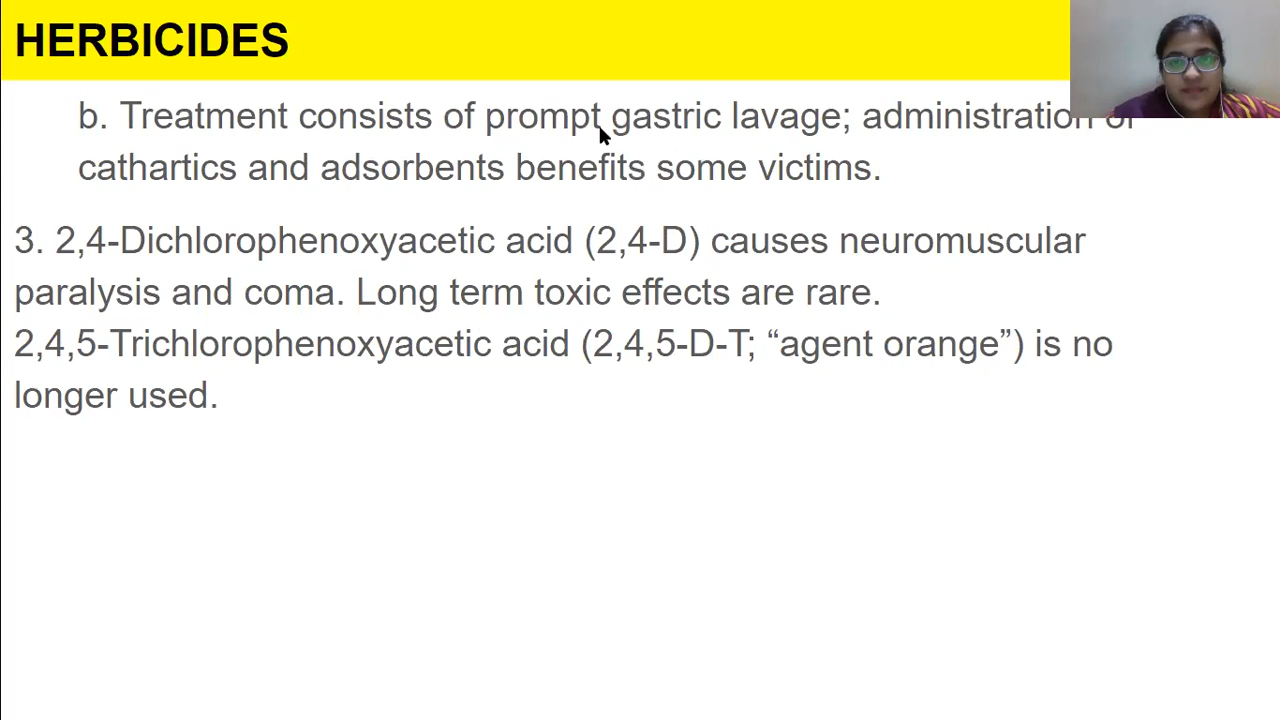 HERBICIDES
b. Treatment consists of prompt gastric lavage; administration of
cathartics and adsorbents benefits some victims.
3. 2,4-Dichlorophenoxyacetic acid (2,4-D) causes neuromuscular
paralysis and coma. Long term toxic effects are rare.
2,4,5-Trichlorophenoxyacetic acid (2,4,5-D-T; “agent orange”) is no
longer used.